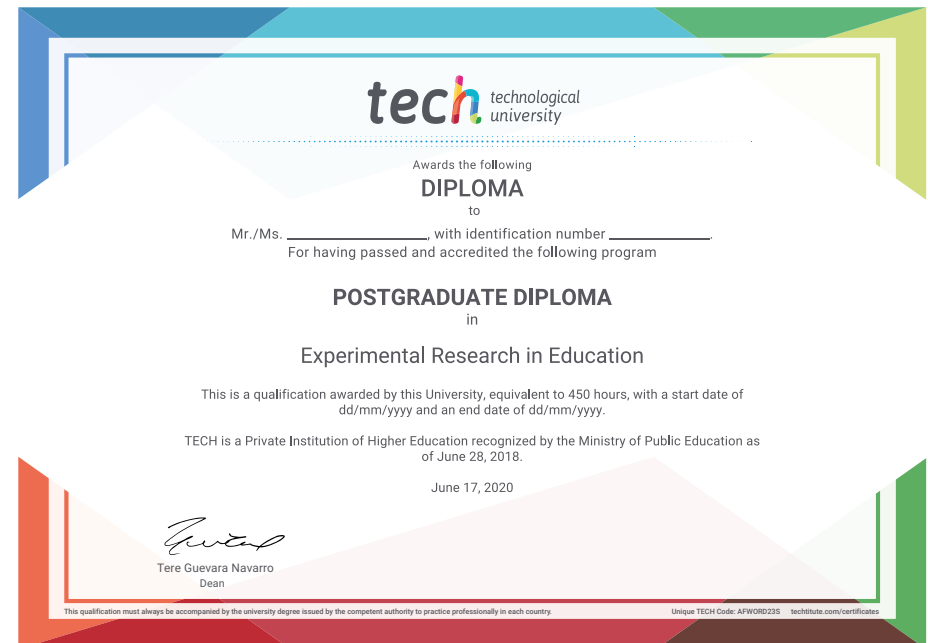 tech technological
university
Awards the following
DIPLOMA
to
Mr./Ms. ____________________, with identification number ______________.
For having passed and accredited the following program
POSTGRADUATE DIPLOMA
in
Experimental Research in Education
This is a qualification awarded by this University, equivalent to 450 hours, with a start date of
dd/mm/yyyy and an end date of dd/mm/yyyy.
TECH is a Private Institution of Higher Education recognized by the Ministry of Public Education as
of June 28, 2018.
June 17, 2020
Tere Guevara Navarro
Dean
This qualification must always be accompanied by the university degree issued by the competent authority to practice professionally in each country. Unique TECH Code: AFWORD23S techtitute.com/certificates